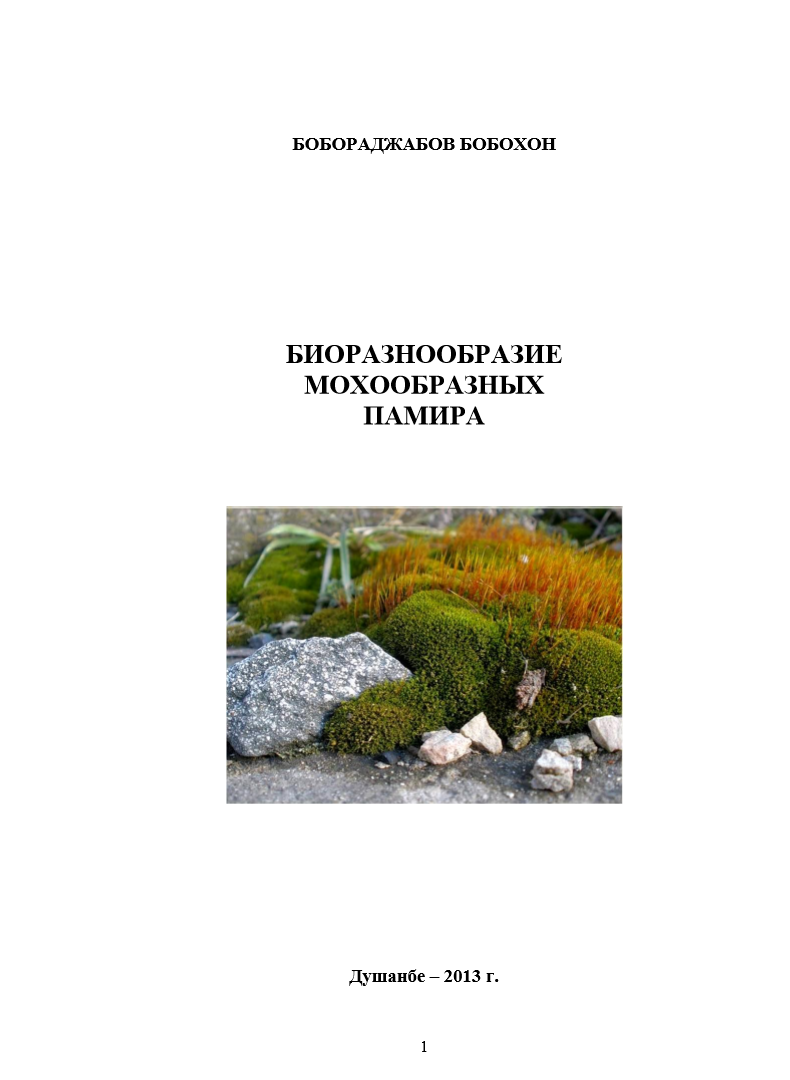 БОБОРАДЖАБОВ БОБОХОН
БИОРАЗНООБРАЗИЕ
МОХООБРАЗНЫХ
ПАМИРА
Душанбе – 2013 г.
1